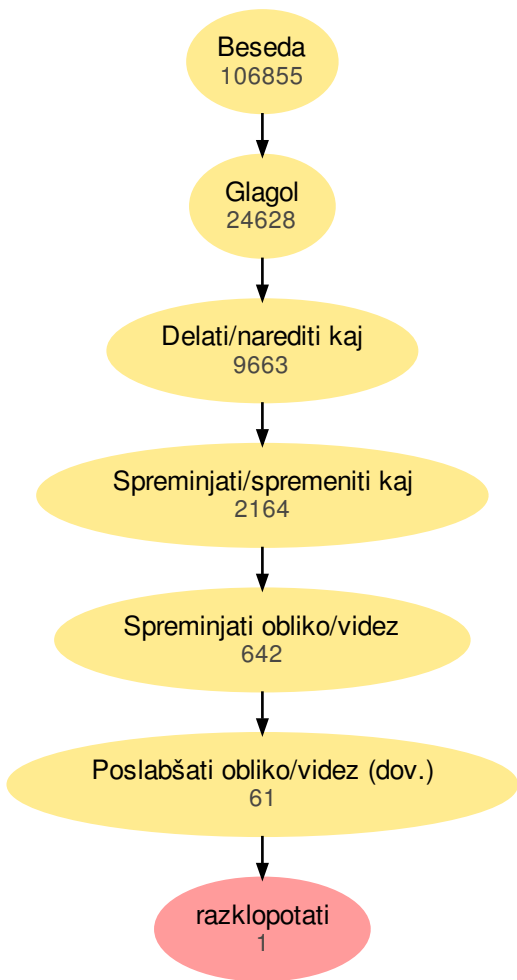 Beseda
106855
Glagol
24628
Delati/narediti kaj
9663
Spreminjati/spremeniti kaj
2164
Spreminjati obliko/videz
642
Poslabšati obliko/videz (dov.)
61
razklopotati
1